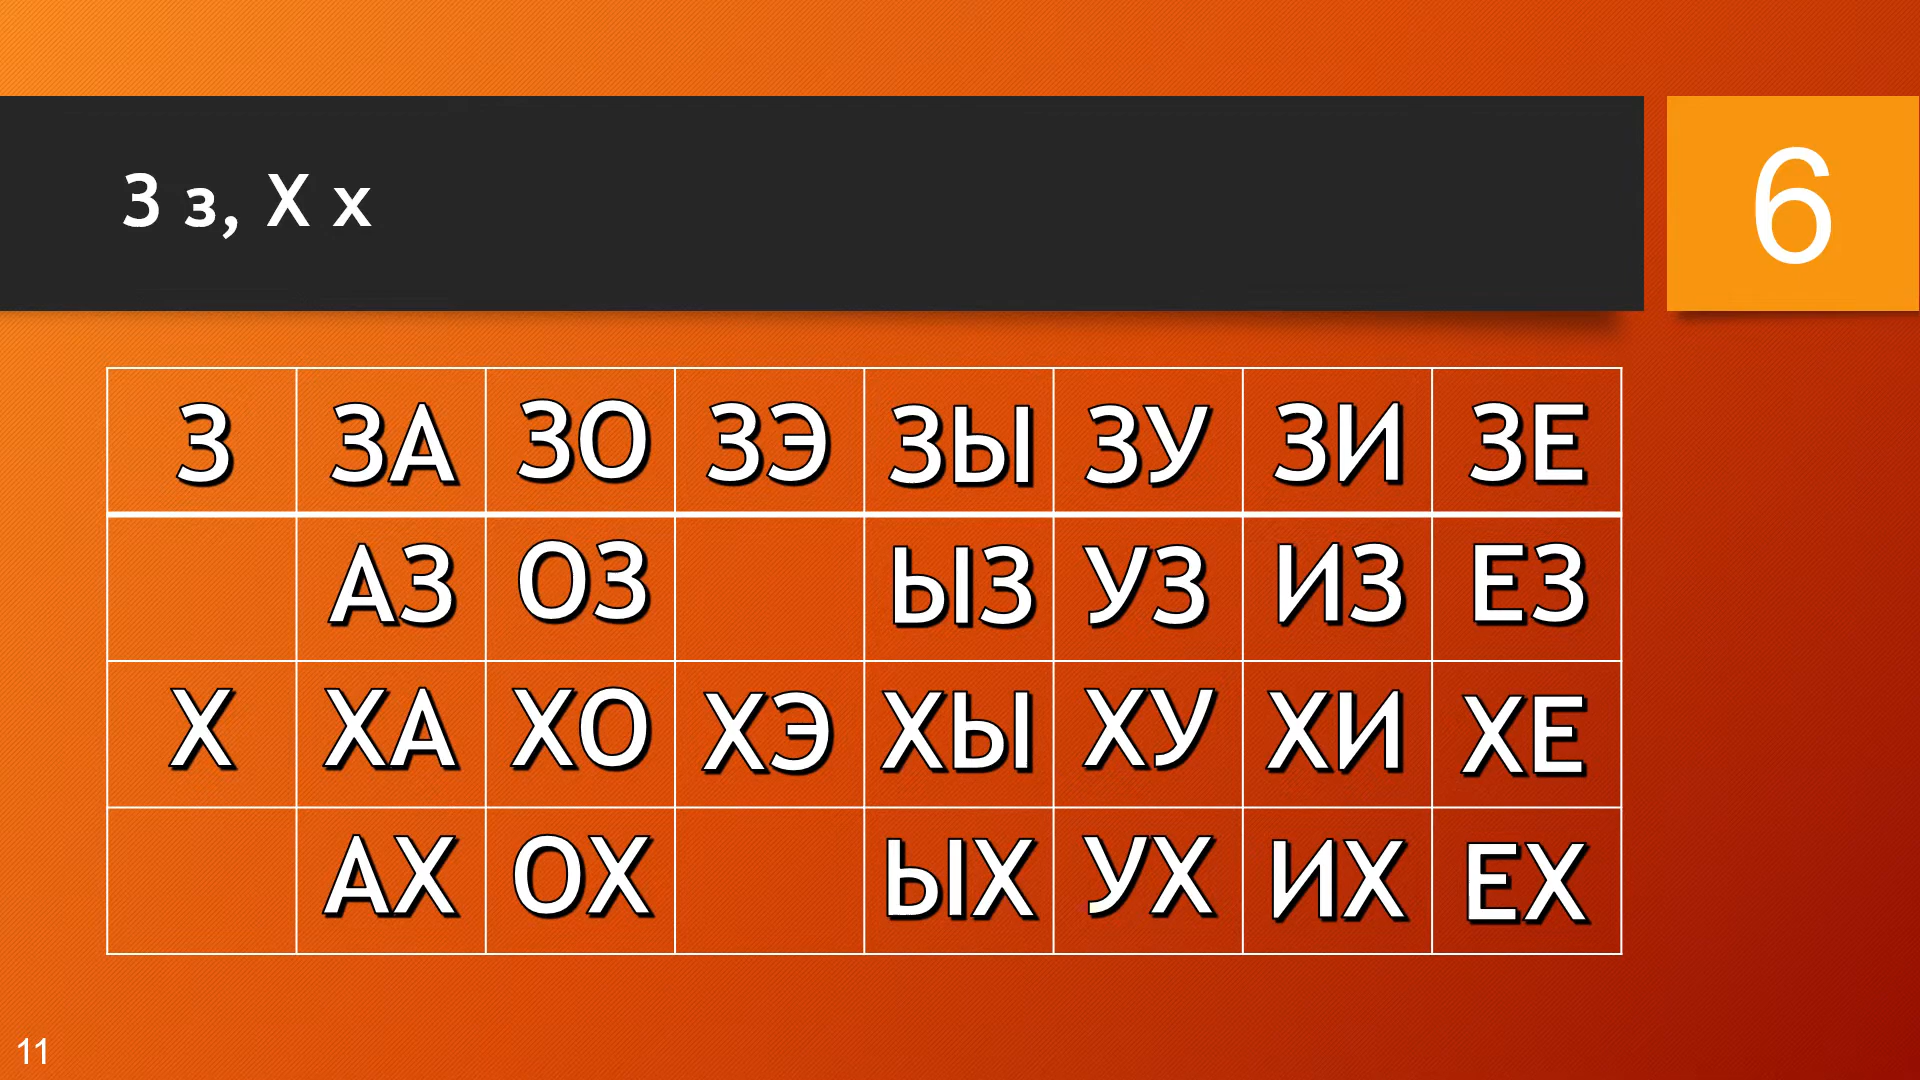 З з, Х х
6
З ЗА ЗО ЗЭ ЗЫ ЗУ ЗИ ЗЕ
АЗ ОЗ ЫЗ УЗ ИЗ ЕЗ
Х ХА ХО ХЭ ХЫ ХУ ХИ ХЕ
АХ ОХ ЫХ УХ ИХ ЕХ
11